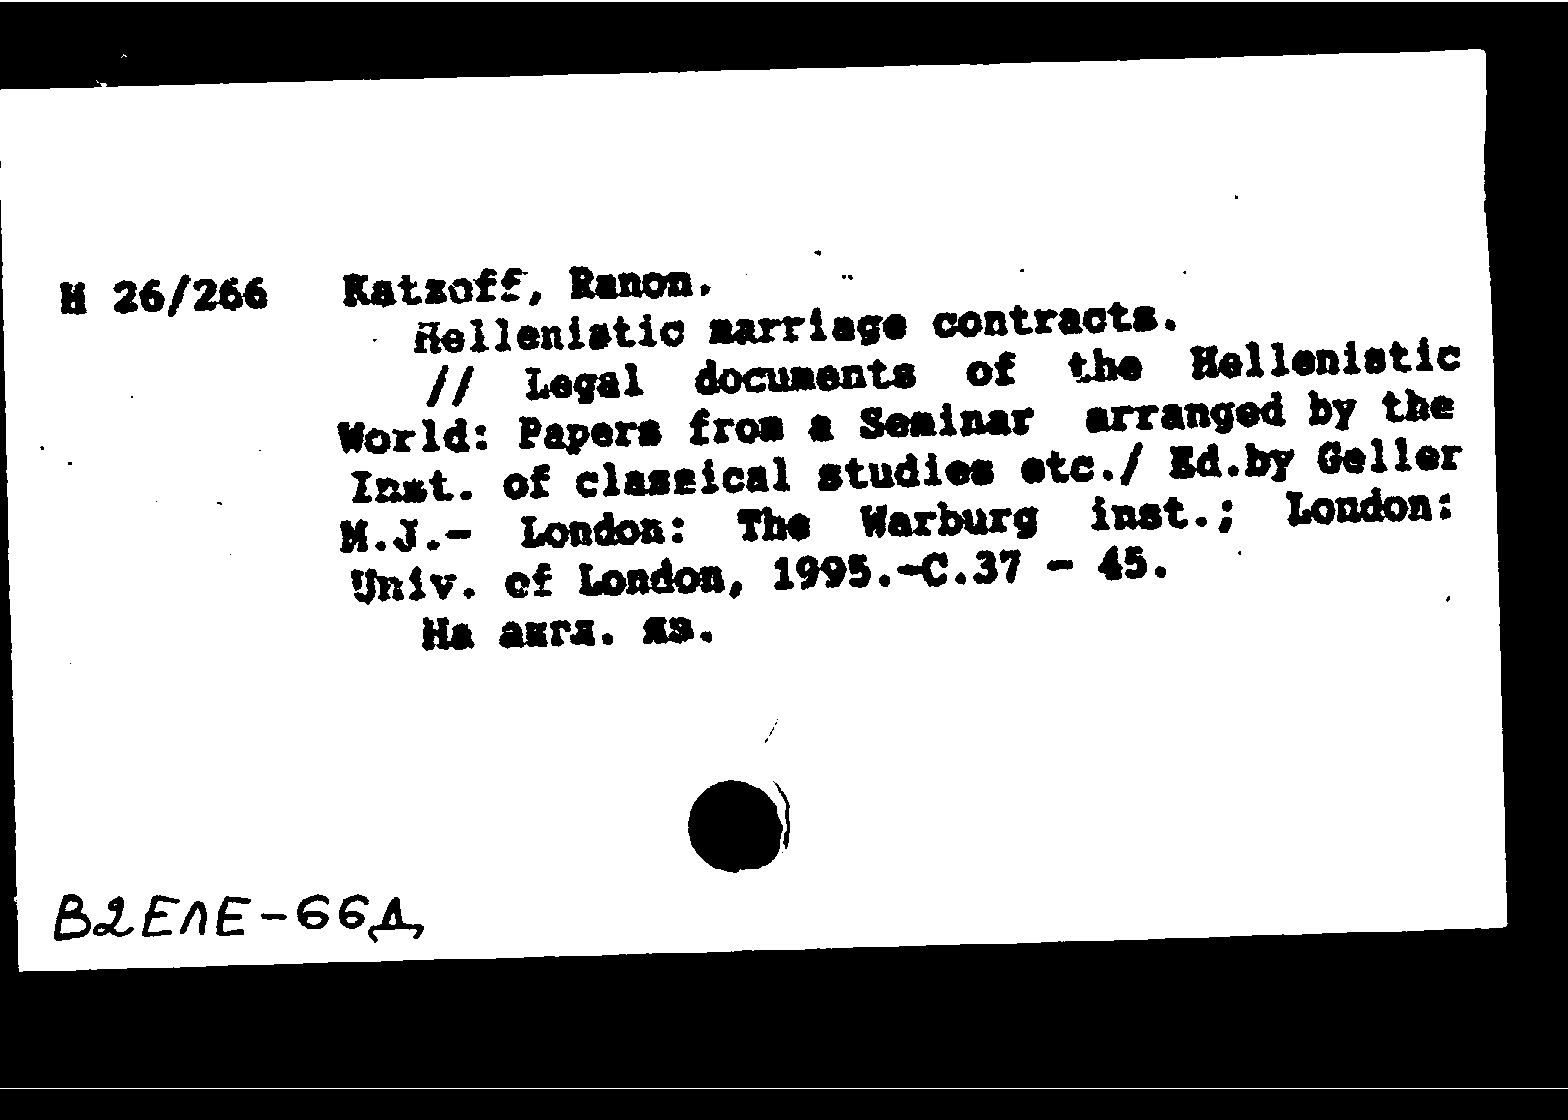 Н 26/266 Katzoff, Ranon.
Hellenistic marriage contracts.
// Legal documents of the Hellenistic
World: Papers from a Seminar arranged by the
Inst. of classical studies etc./ Ed.by Geller
M.J.- London: The Warburg inst.; London:
Univ. of London, 1995.-C.37 - 45.
На англ. яз.
В2ЕЛЕ-66Д